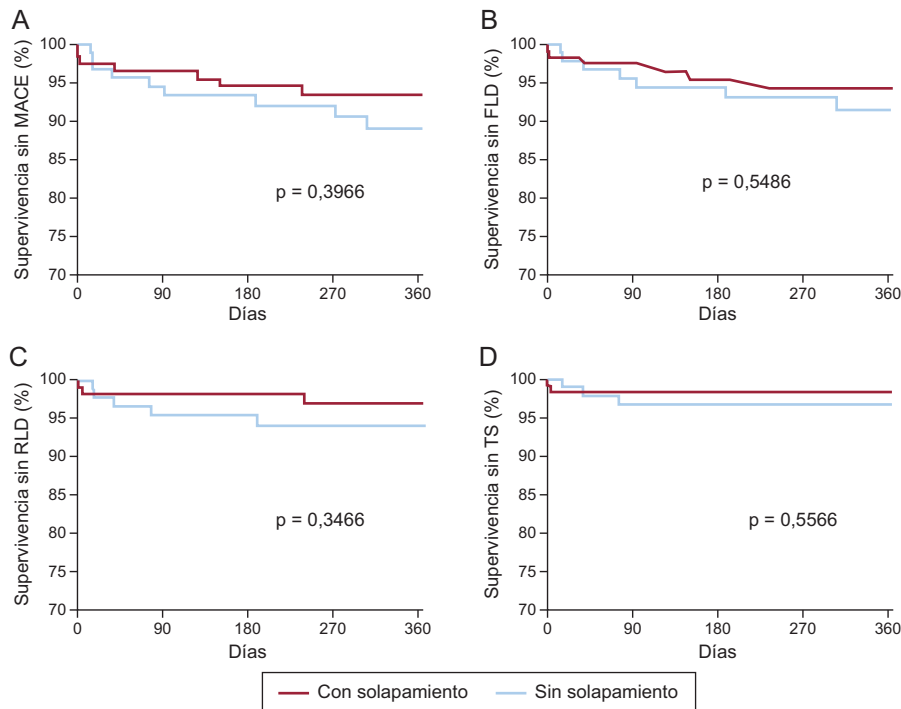 A
Supervivencia sin MACE (%)
100
95
90
85
80
75
70
p = 0,3966
0 90 180 270 360
Días
B
Supervivencia sin FLD (%)
100
95
90
85
80
75
70
p = 0,5486
0 90 180 270 360
Días
C
Supervivencia sin RLD (%)
100
95
90
85
80
75
70
p = 0,3466
0 90 180 270 360
Días
D
Supervivencia sin TS (%)
100
95
90
85
80
75
70
p = 0,5566
0 90 180 270 360
Días
Con solapamiento Sin solapamiento